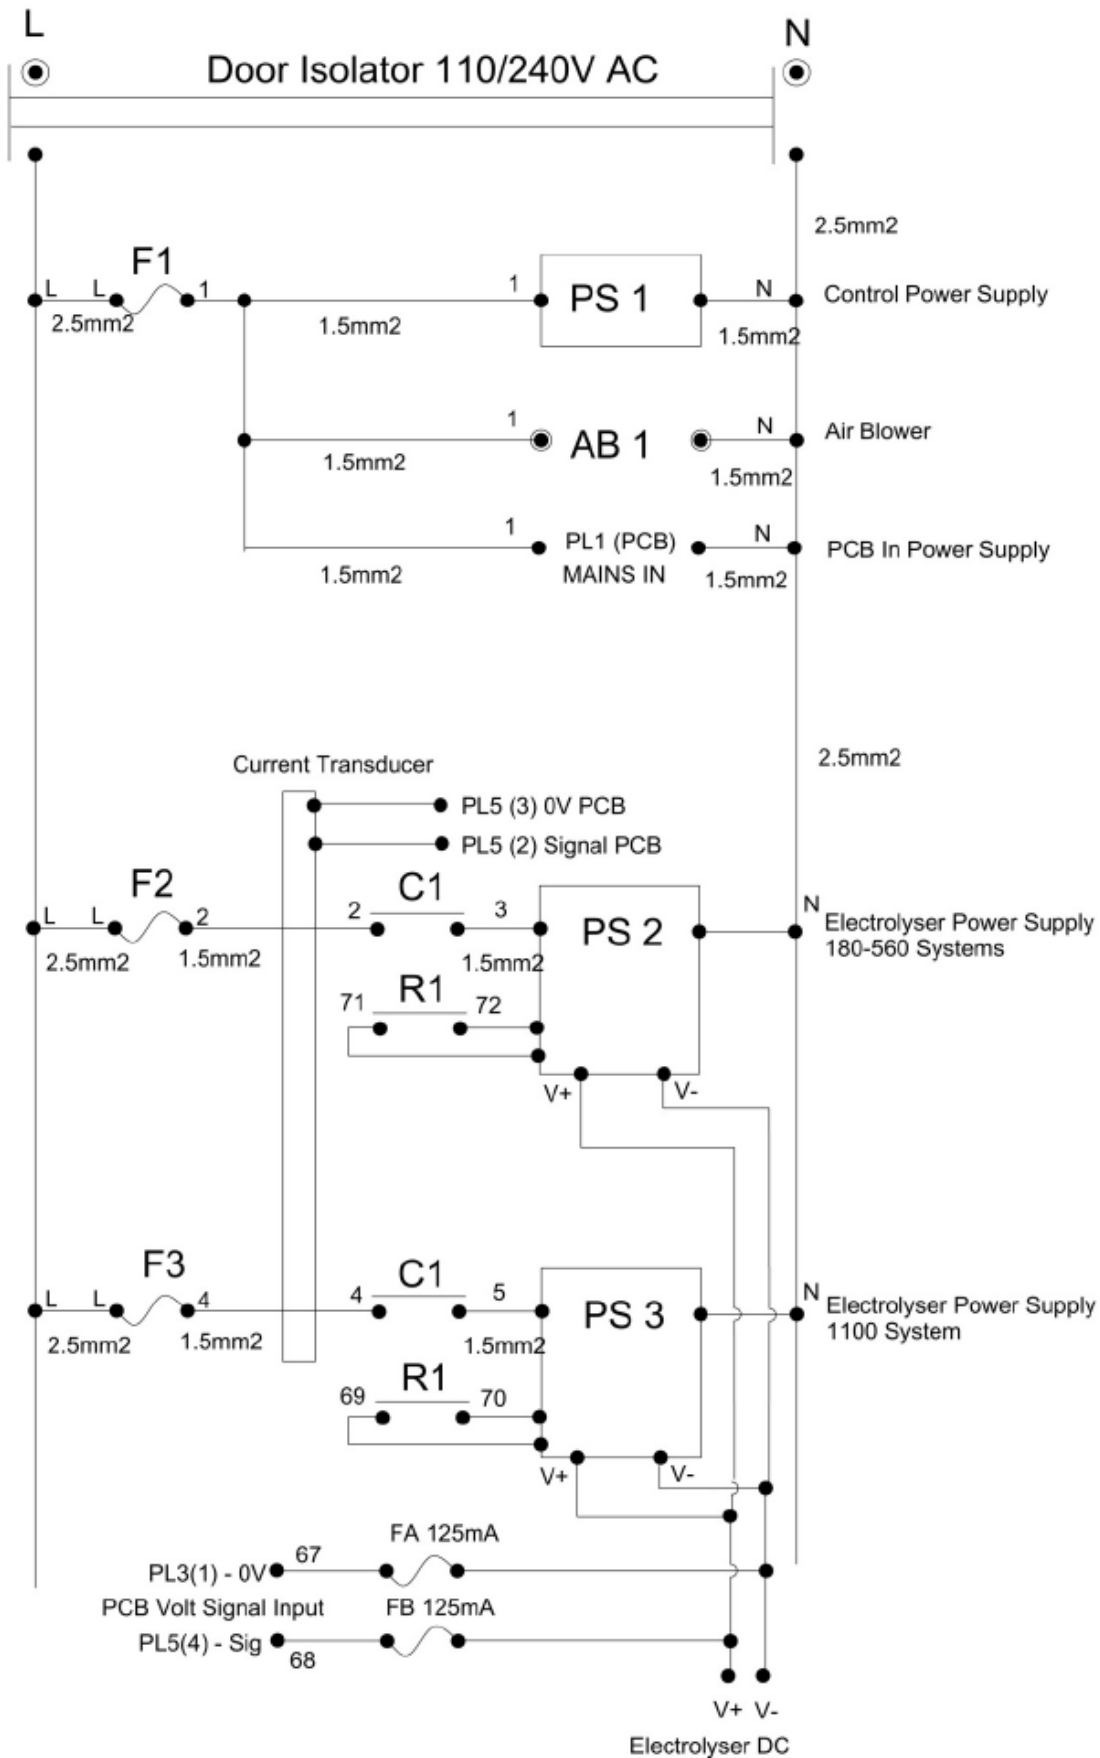 L
N
Door Isolator 110/240V AC
2.5mm2
F1
L L 1 1 PS 1 N Control Power Supply
2.5mm2 1.5mm2 1.5mm2
1 AB 1 N Air Blower
1.5mm2 1.5mm2
1 PL1 (PCB) N PCB In Power Supply
1.5mm2 MAINS IN 1.5mm2
2.5mm2
Current Transducer
PL5 (3) 0V PCB
PL5 (2) Signal PCB
F2 C1
L L 2 2 3 PS 2 N Electrolyser Power Supply
2.5mm2 1.5mm2 1.5mm2 180-560 Systems
R1
71 72
V+ V-
F3 C1
L L 4 4 5 PS 3 N Electrolyser Power Supply
2.5mm2 1.5mm2 1.5mm2 1100 System
R1
69 70
V+ V-
FA 125mA
PL3(1) - 0V 67
PCB Volt Signal Input FB 125mA
PL5(4) - Sig 68
V+ V-
Electrolyser DC